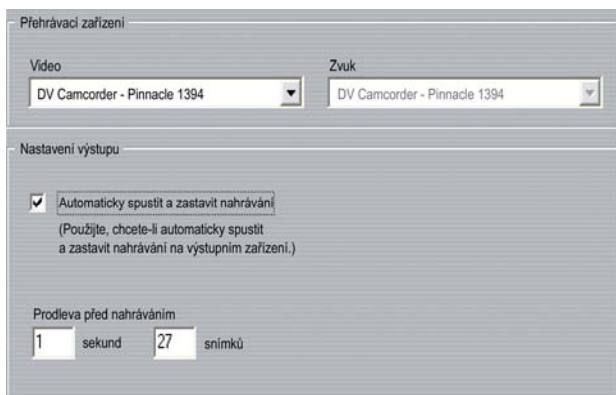 Přehrávací zařízení
Video Zvuk
DV Camcorder - Pinnacle 1394 DV Camcorder - Pinnacle 1394
Nastavení výstupu
Automaticky spustit a zastavit nahrávání
(Použijte, chcete-li automaticky spustit
a zastavit nahrávání na výstupním zařízení.)
Prodleva před nahráváním
1 sekund 27 snímků